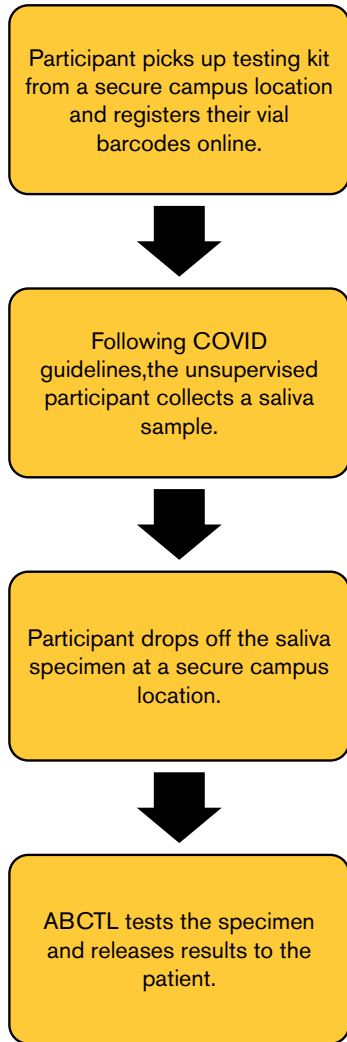 Participant picks up testing kit
from a secure campus location
and registers their vial
barcodes online.
Following COVID
guidelines,the unsupervised
participant collects a saliva
sample.
Participant drops off the saliva
specimen at a secure campus
location.
ABCTL tests the specimen
and releases results to the
patient.